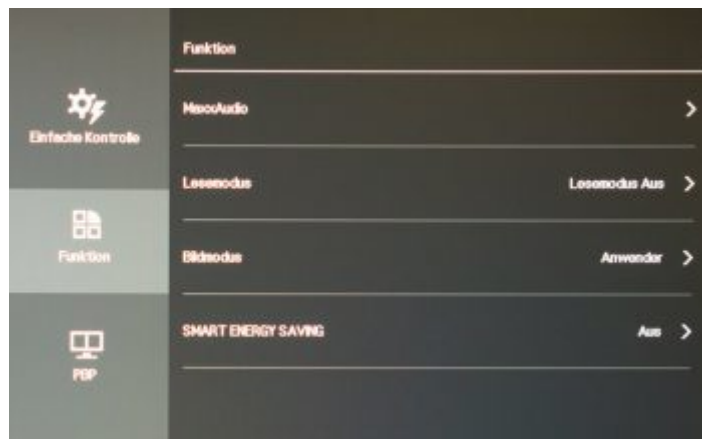 Funktion
Einfache Kontrolle
MaxxAudio
Lesemodus
Lesemodus Aus
Funktion
Bildmodus
Anwender
PBP
SMART ENERGY SAVING
Aus